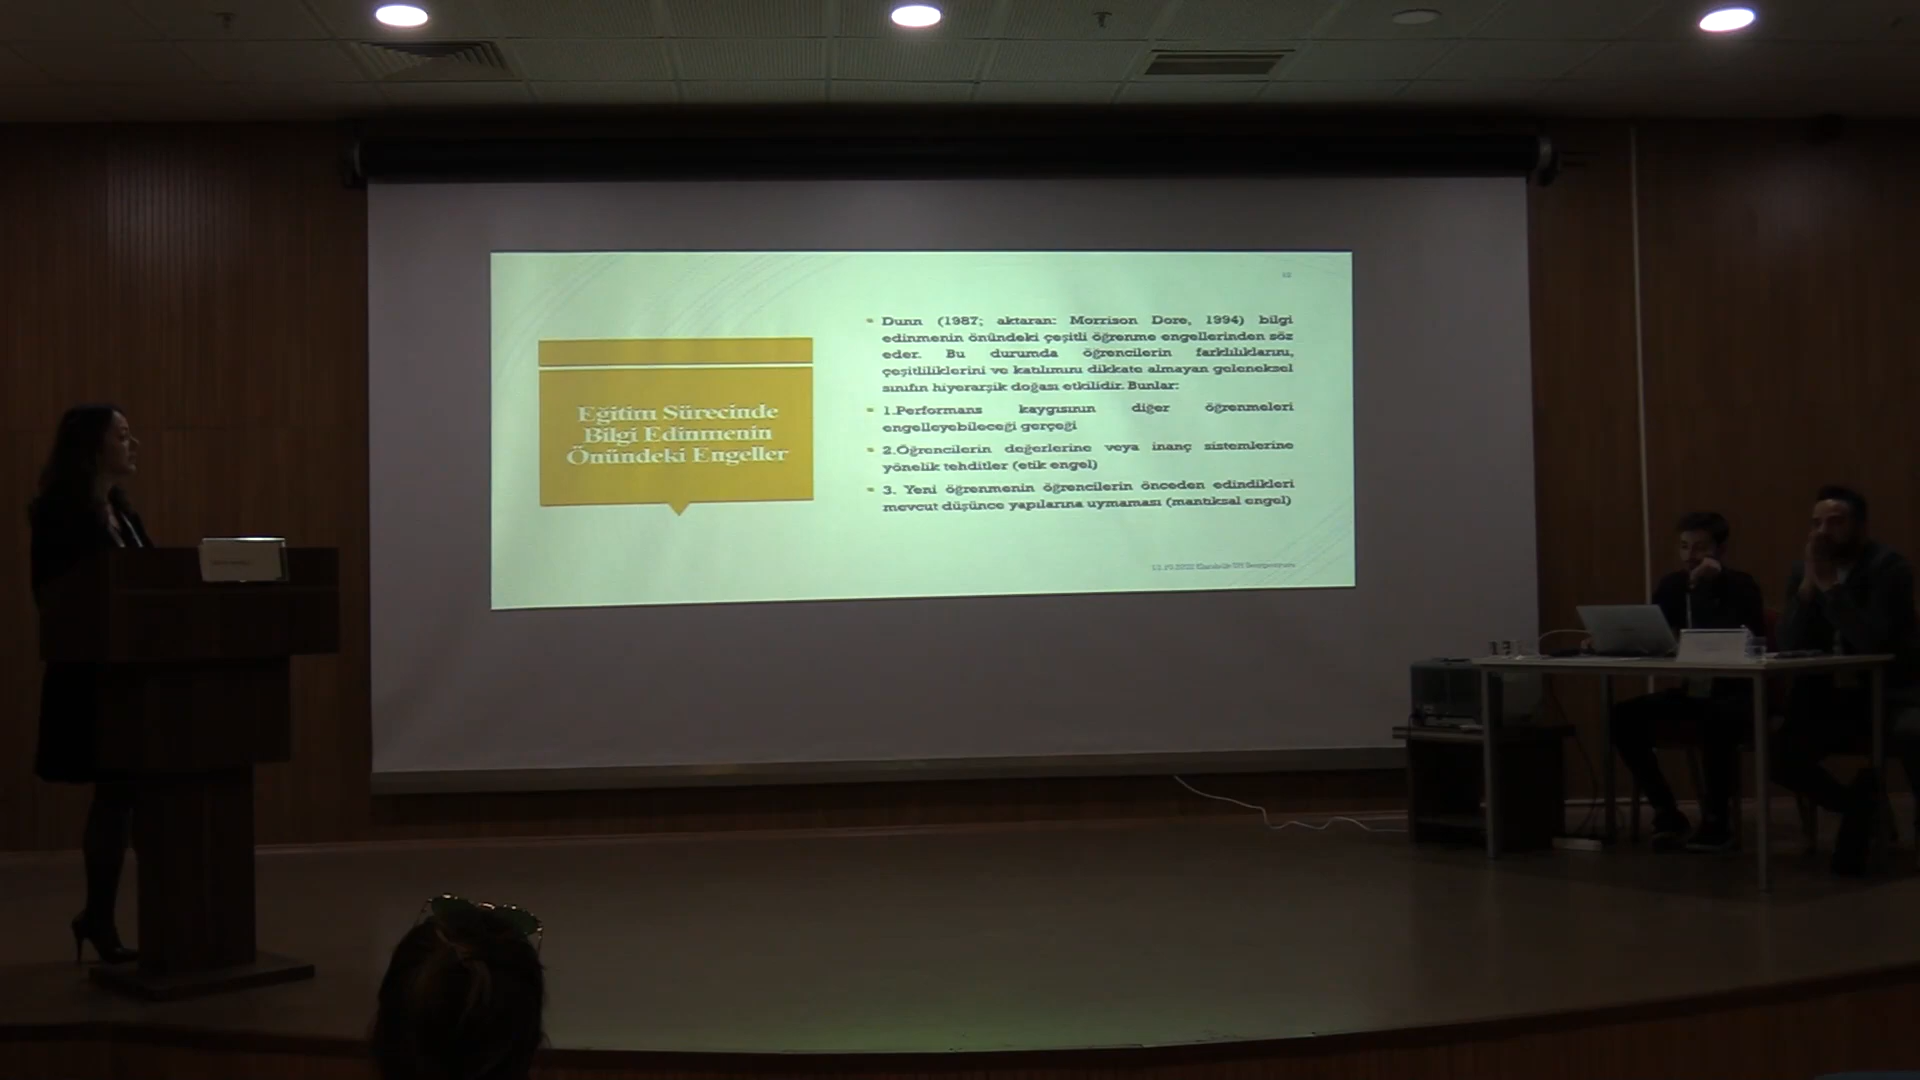 Eğitim Sürecinde
Bilgi Edinmenin
Önündeki Engeller
Dunn (1987; aktaran: Morrison Dore, 1994) bilgi
edinmenin önündeki çeşitli öğrenme engellerinden söz
eder. Bu durumda öğrencilerin farklılıklarını,
çeşitliliklerini ve katılımını dikkate almayan geleneksel
sınıfın hiyerarşik doğası etkilidir. Bunlar:
1.Performans kaygısının diğer öğrenmeleri
engelleyebileceği gerçeği
2.Öğrencilerin değerlerine veya inanç sistemlerine
yönelik tehditler (etik engel)
3. Yeni öğrenmenin öğrencilerin önceden edindikleri
mevcut düşünce yapılarına uymaması (mantıksal engel)